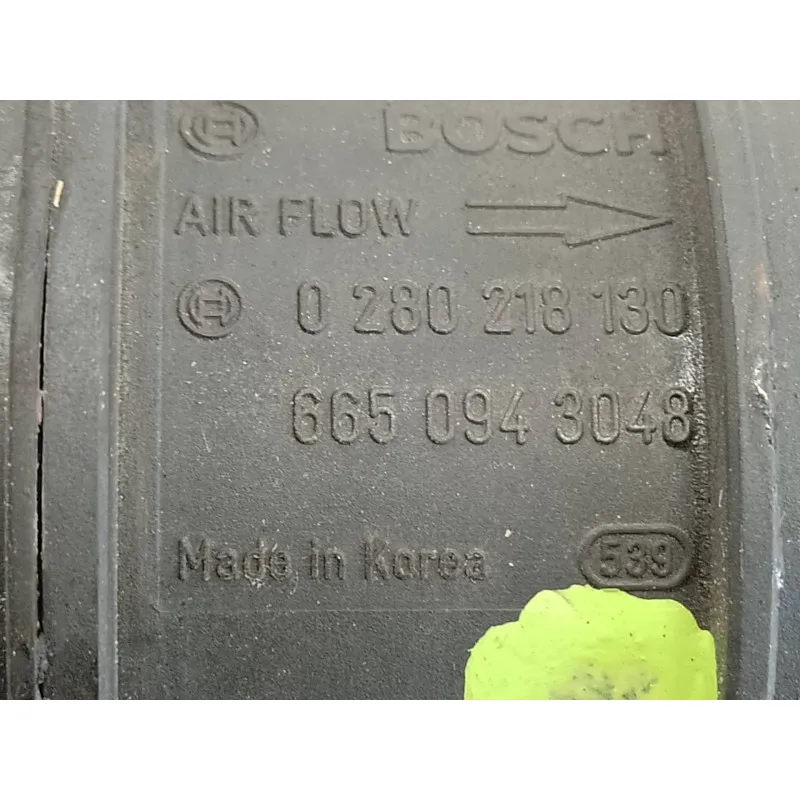 BOSCH
AIR FLOW
0 280 218 130
665 094 3048
Made in Korea 539